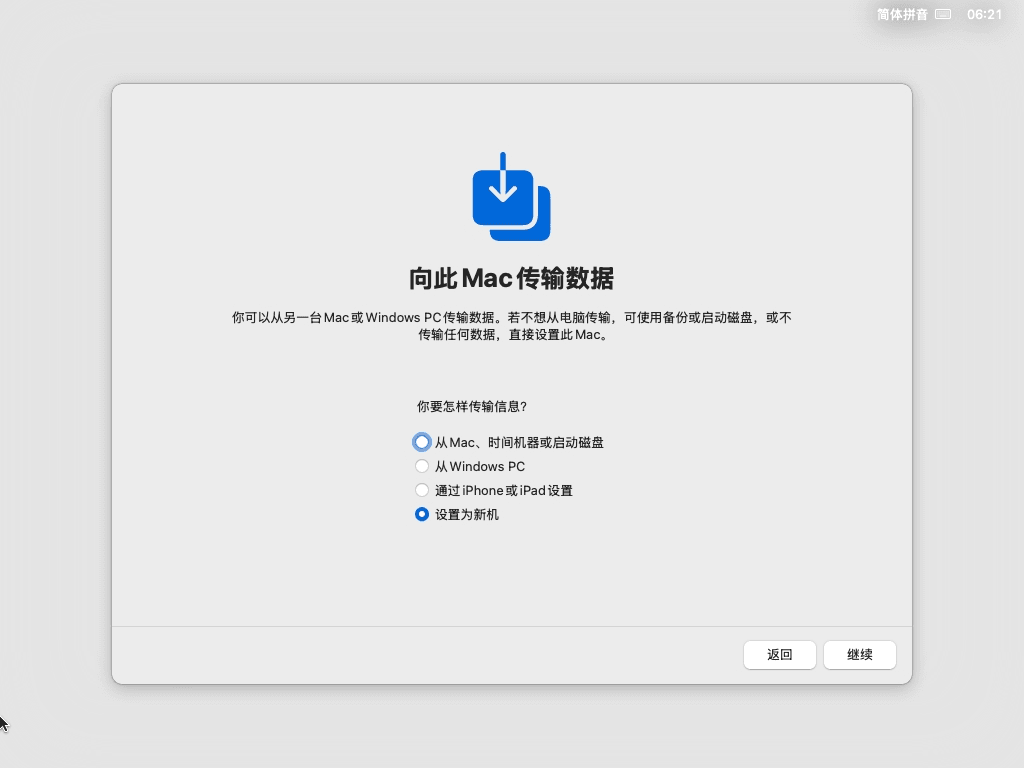 简体拼音 06:21
向此 Mac 传输数据
你可以从另一台 Mac 或 Windows PC 传输数据。若不想从电脑传输，可使用备份或启动磁盘，或不
传输任何数据，直接设置此 Mac。
你要怎样传输信息？
从 Mac、时间机器或启动磁盘
从 Windows PC
通过 iPhone 或 iPad 设置
设置为新机
返回 继续